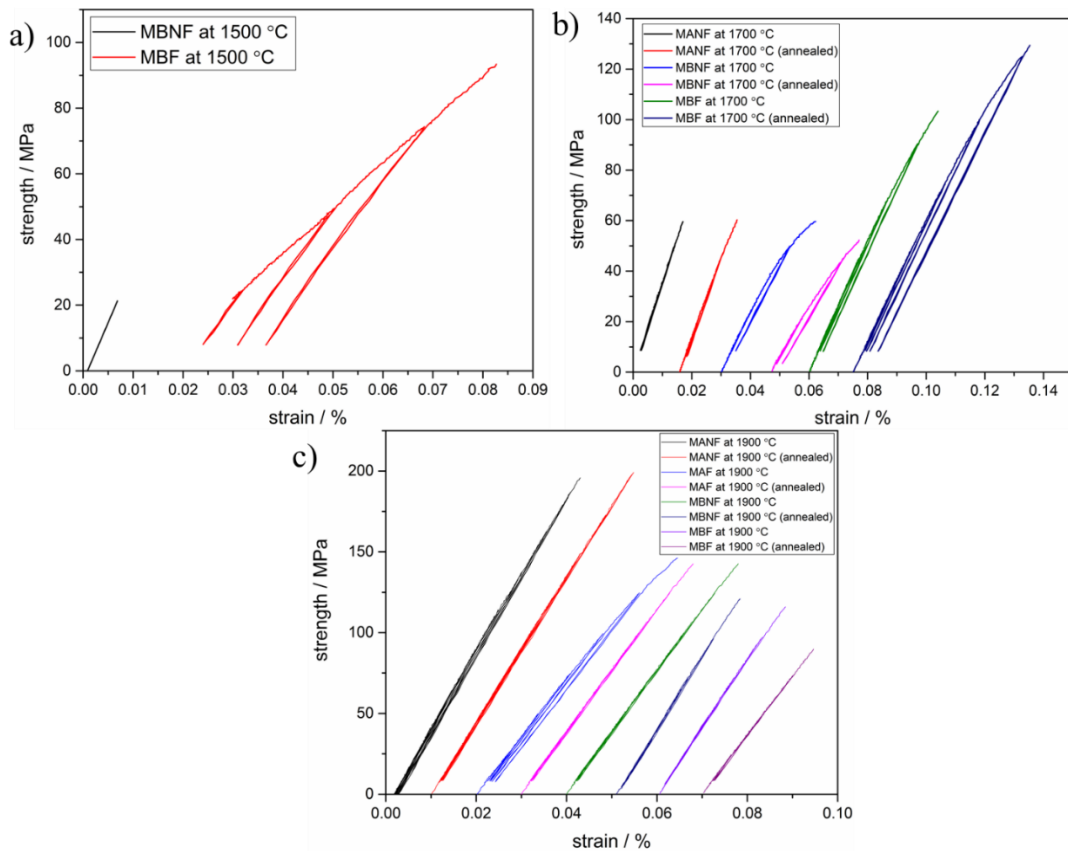 a)
MBNF at 1500 °C
MBF at 1500 °C
strength / MPa
100
80
60
40
20
0
0.00 0.01 0.02 0.03 0.04 0.05 0.06 0.07 0.08 0.09
strain / %
b)
MANF at 1700 °C
MANF at 1700 °C (annealed)
MBNF at 1700 °C
MBNF at 1700 °C (annealed)
MBF at 1700 °C
MBF at 1700 °C (annealed)
strength / MPa
140
120
100
80
60
40
20
0
0.00 0.02 0.04 0.06 0.08 0.10 0.12 0.14
strain / %
c)
MANF at 1900 °C
MANF at 1900 °C (annealed)
MAF at 1900 °C
MAF at 1900 °C (annealed)
MBNF at 1900 °C
MBNF at 1900 °C (annealed)
MBF at 1900 °C
MBF at 1900 °C (annealed)
strength / MPa
200
150
100
50
0
0.00 0.02 0.04 0.06 0.08 0.10
strain / %